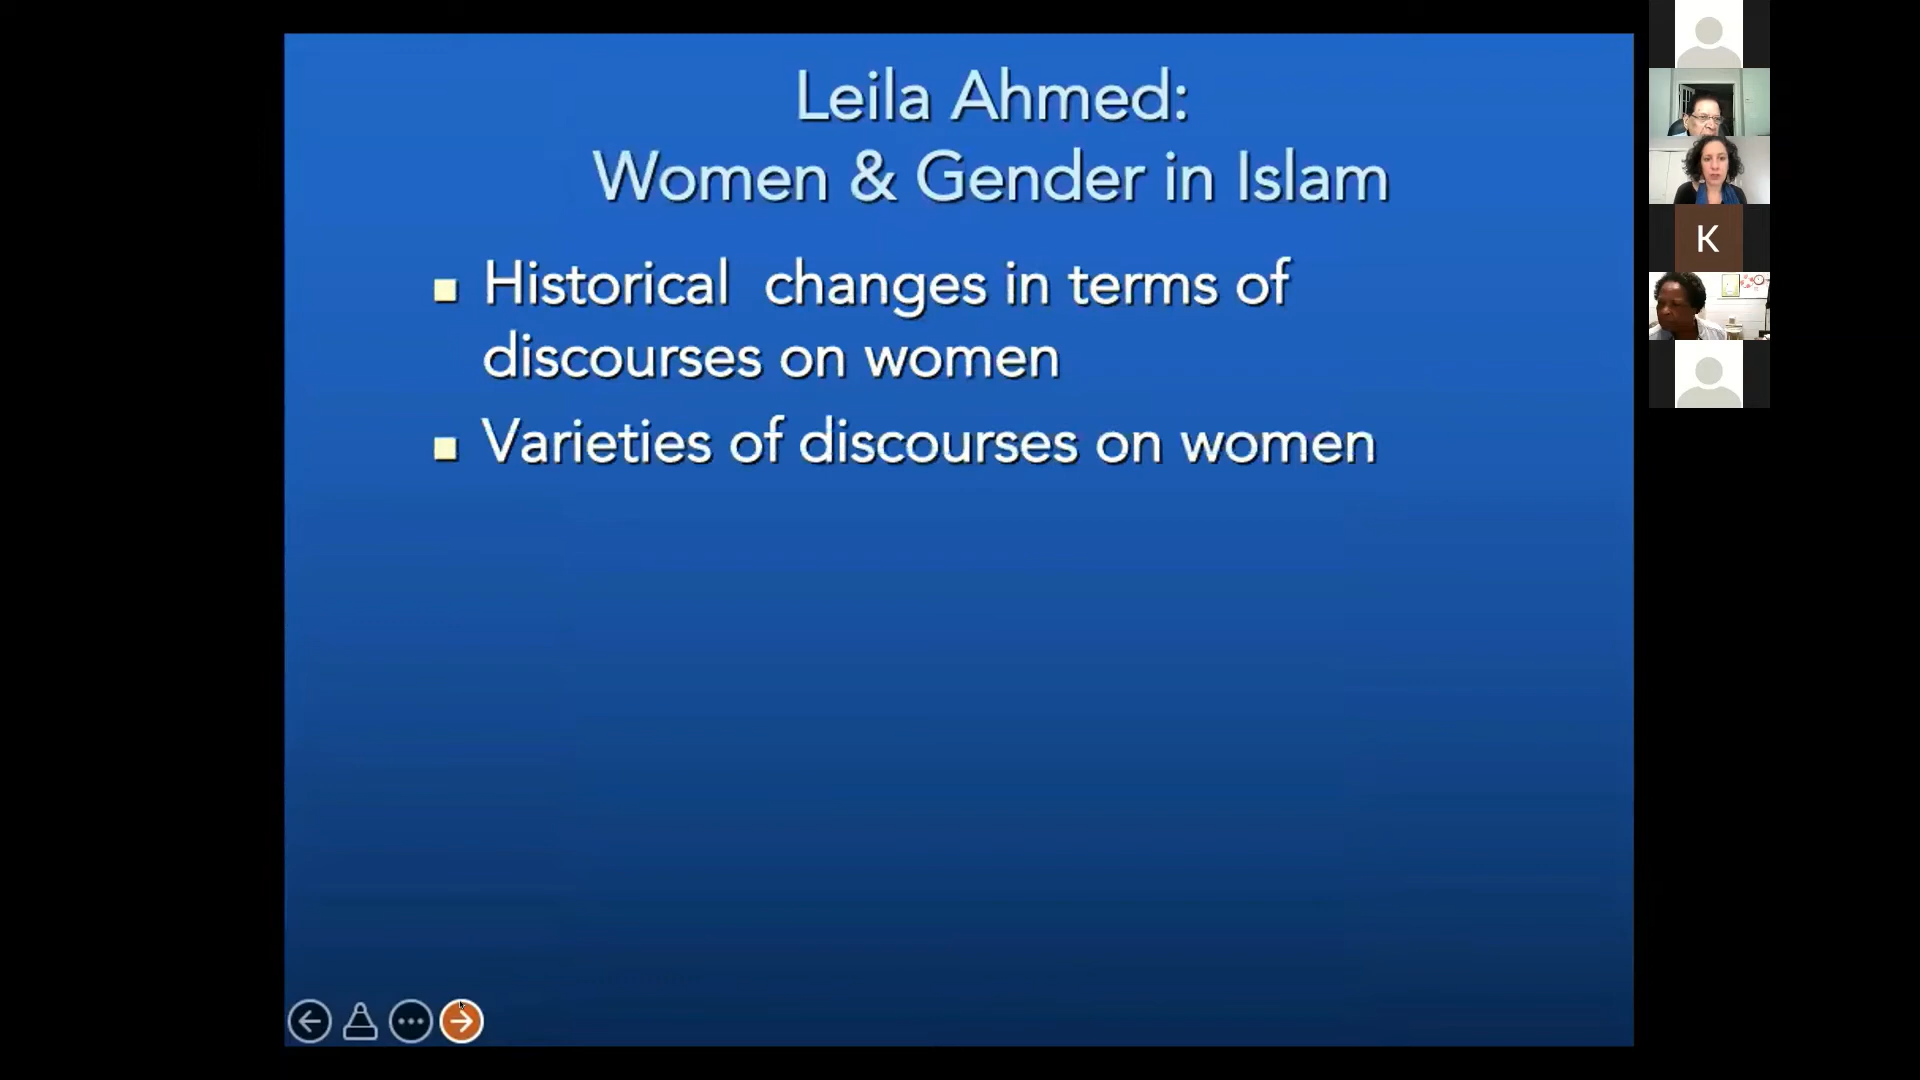 Leila Ahmed:
Women & Gender in Islam
Historical changes in terms of
discourses on women
Varieties of discourses on women
K